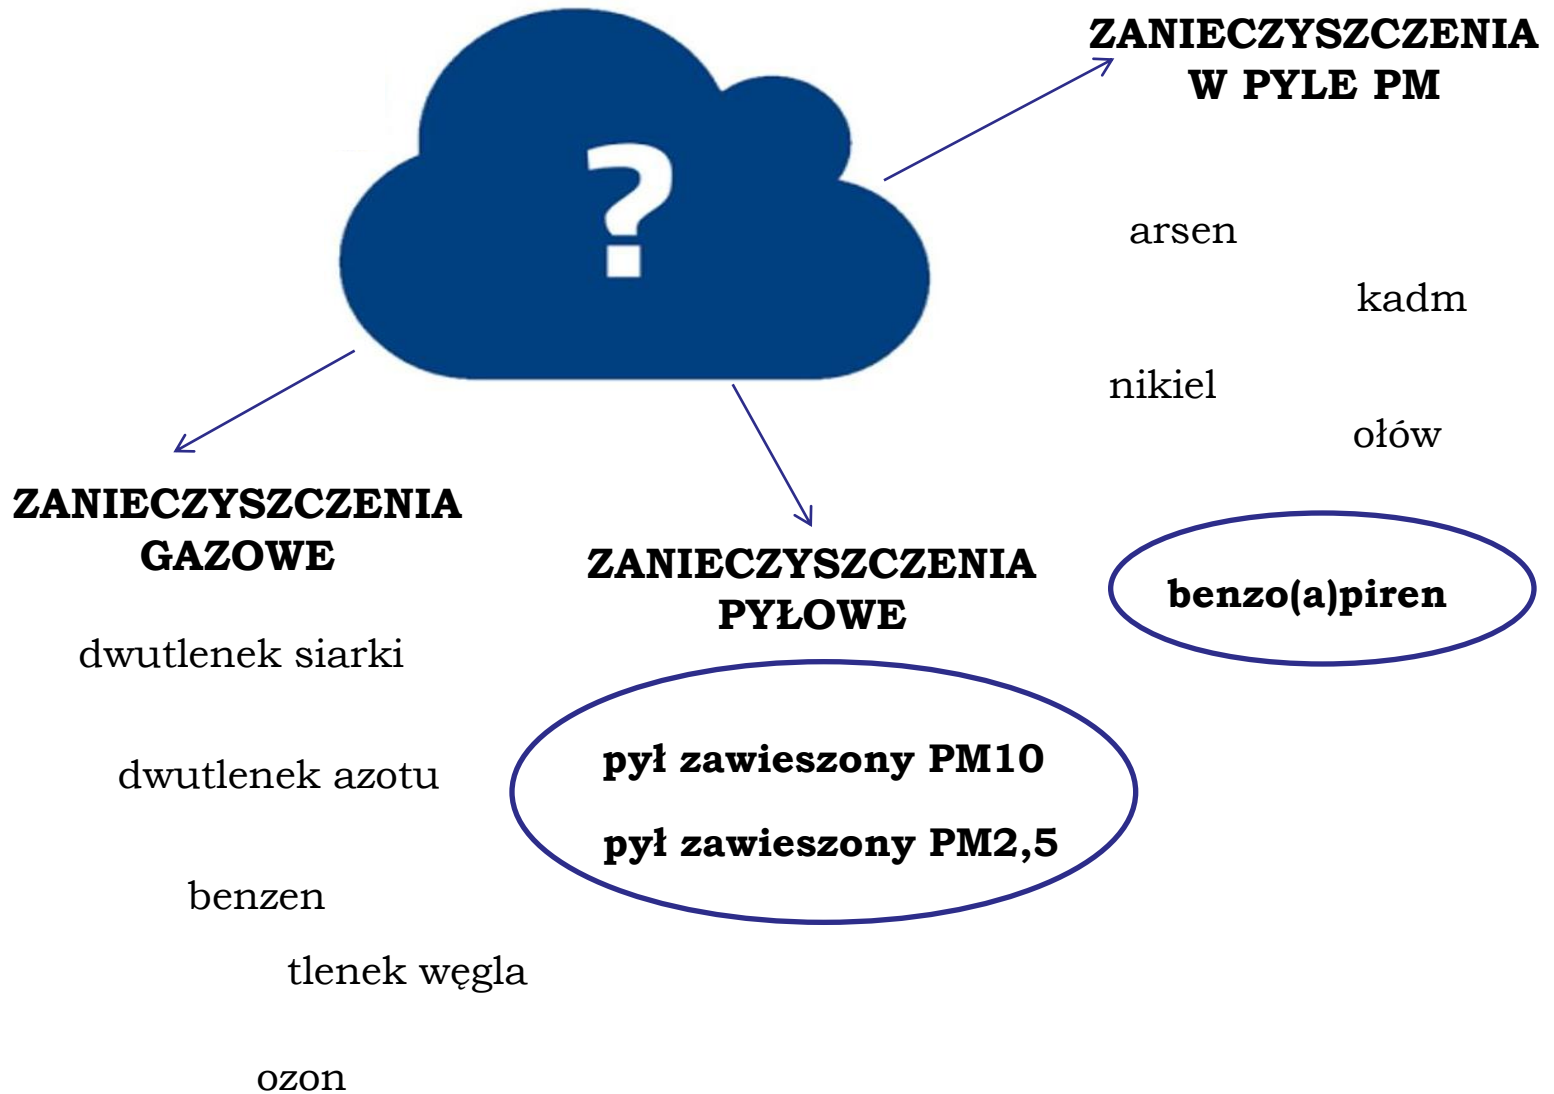 ?
ZANIECZYSZCZENIA
W PYLE PM
arsen
kadm
nikiel
ołów
benzo(a)piren
ZANIECZYSZCZENIA
GAZOWE
dwutlenek siarki
dwutlenek azotu
benzen
tlenek węgla
ozon
ZANIECZYSZCZENIA
PYŁOWE
pył zawieszony PM10
pył zawieszony PM2,5